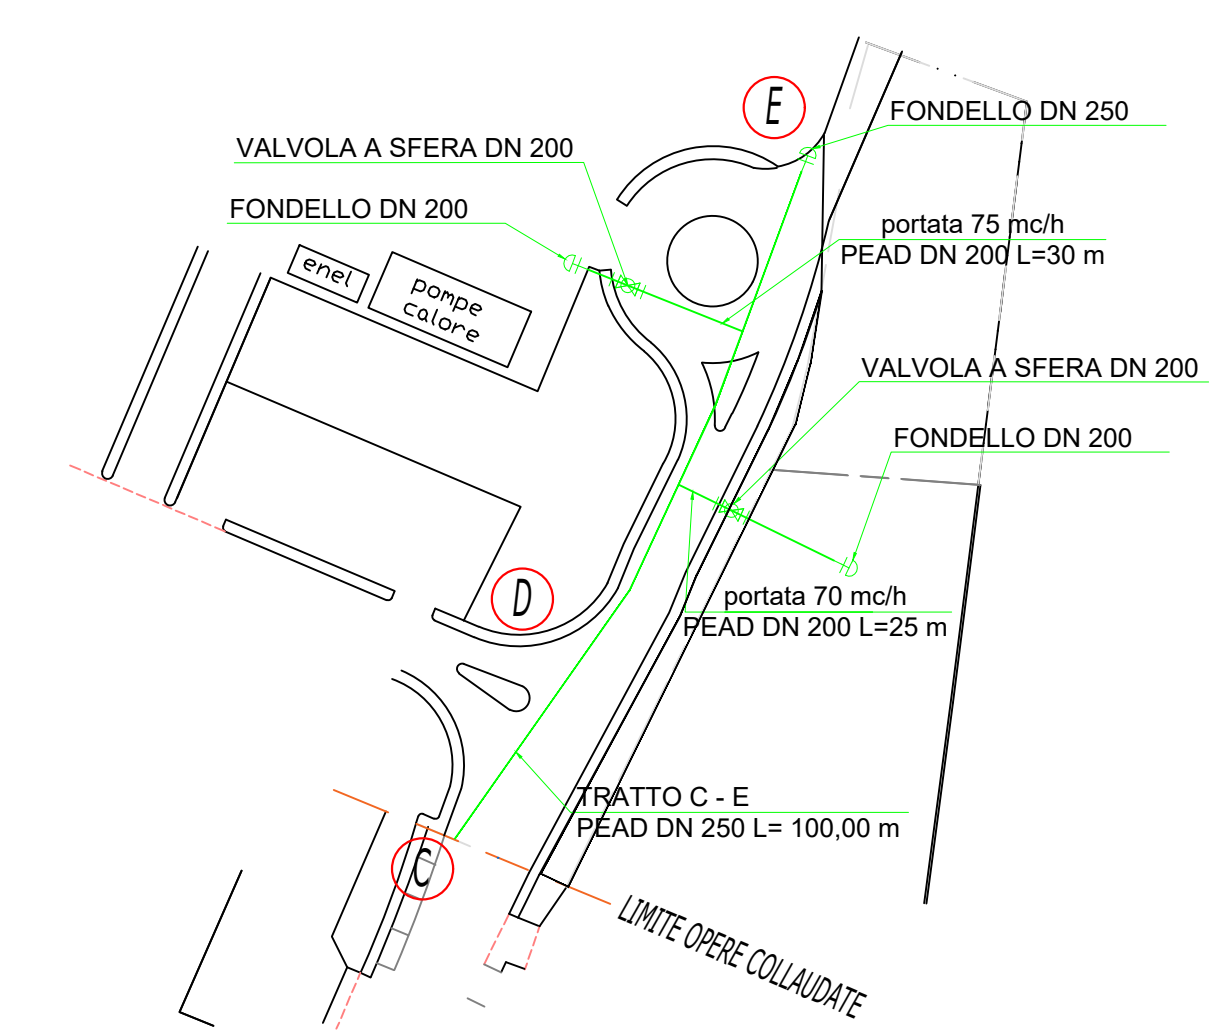 E
FONDELLO DN 250
VALVOLA A SFERA DN 200
FONDELLO DN 200
portata 75 mc/h
PEAD DN 200 L=30 m
enel
pompe
calore
VALVOLA A SFERA DN 200
FONDELLO DN 200
D
portata 70 mc/h
PEAD DN 200 L=25 m
TRATTO C - E
PEAD DN 250 L= 100,00 m
C
LIMITE OPERE COLLAUDATE